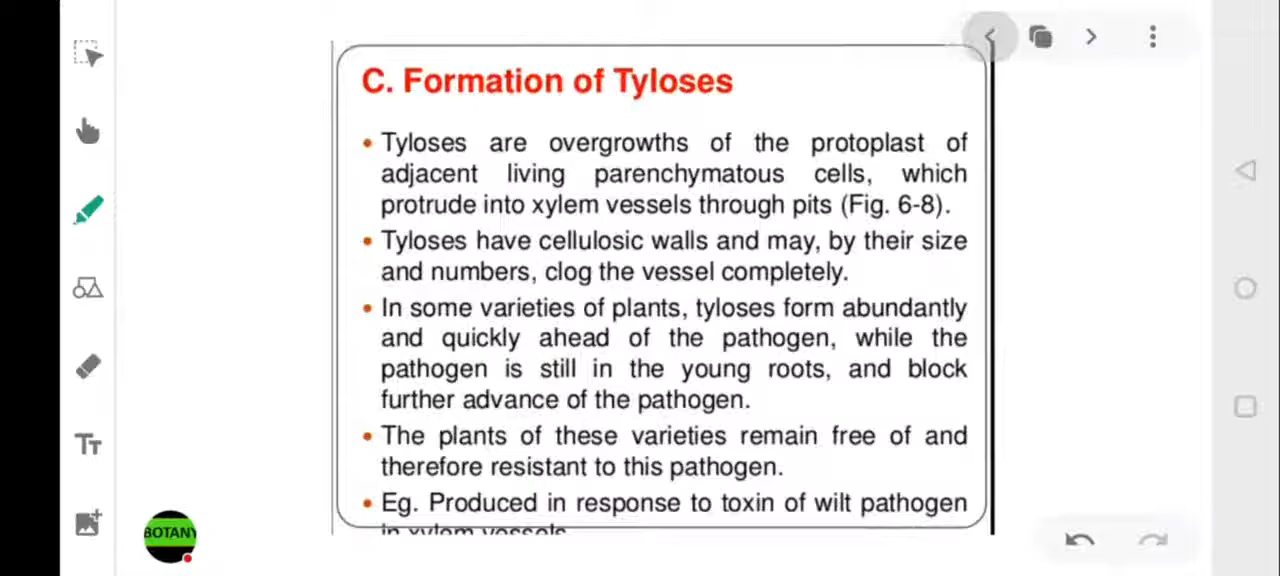 C. Formation of Tyloses
• Tyloses are overgrowths of the protoplast of
adjacent living parenchymatous cells, which
protrude into xylem vessels through pits (Fig. 6-8).
• Tyloses have cellulosic walls and may, by their size
and numbers, clog the vessel completely.
• In some varieties of plants, tyloses form abundantly
and quickly ahead of the pathogen, while the
pathogen is still in the young roots, and block
further advance of the pathogen.
• The plants of these varieties remain free of and
therefore resistant to this pathogen.
• Eg. Produced in response to toxin of wilt pathogen
in xylem vessels
TT
BOTANY